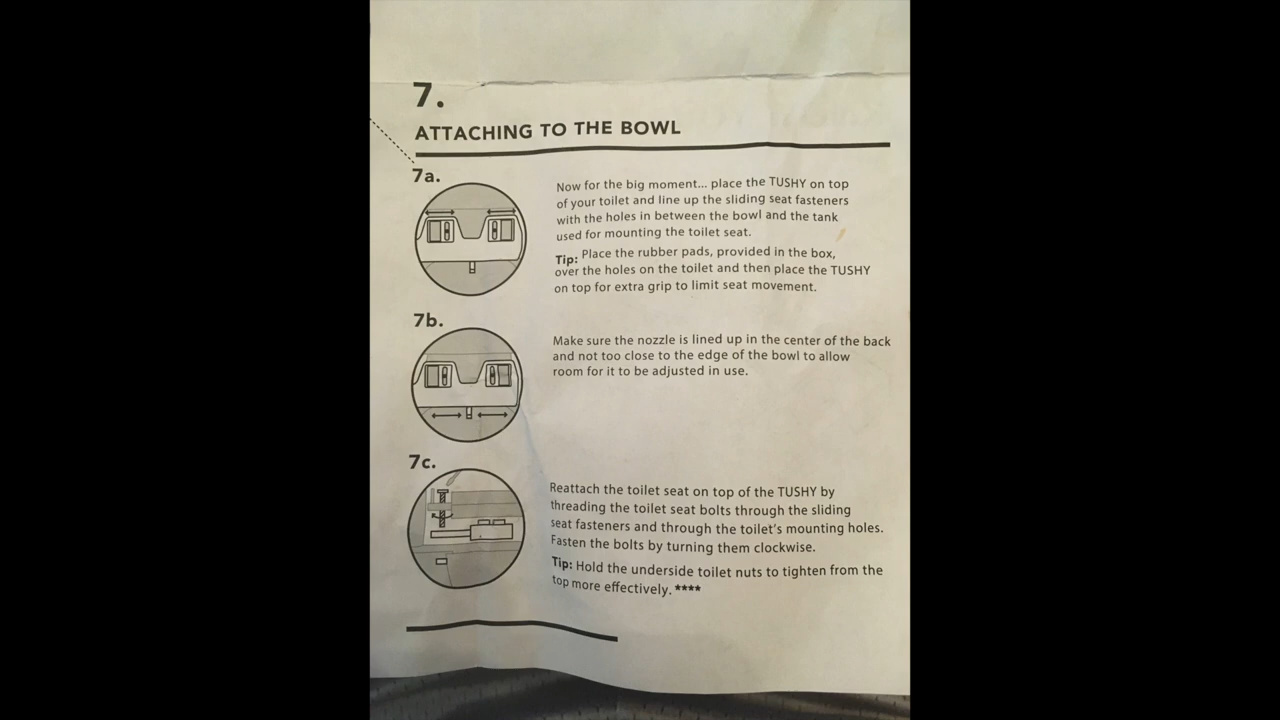 7.
ATTACHING TO THE BOWL
7a.
Now for the big moment... place the TUSHY on top
of your toilet and line up the sliding seat fasteners
with the holes in between the bowl and the tank
used for mounting the toilet seat.
Tip: Place the rubber pads, provided in the box,
over the holes on the toilet and then place the TUSHY
on top for extra grip to limit seat movement.
7b.
Make sure the nozzle is lined up in the center of the back
and not too close to the edge of the bowl to allow
room for it to be adjusted in use.
7c.
Reattach the toilet seat on top of the TUSHY by
threading the toilet seat bolts through the sliding
seat fasteners and through the toilet's mounting holes.
Fasten the bolts by turning them clockwise.
Tip: Hold the underside toilet nuts to tighten from the
top more effectively. ****